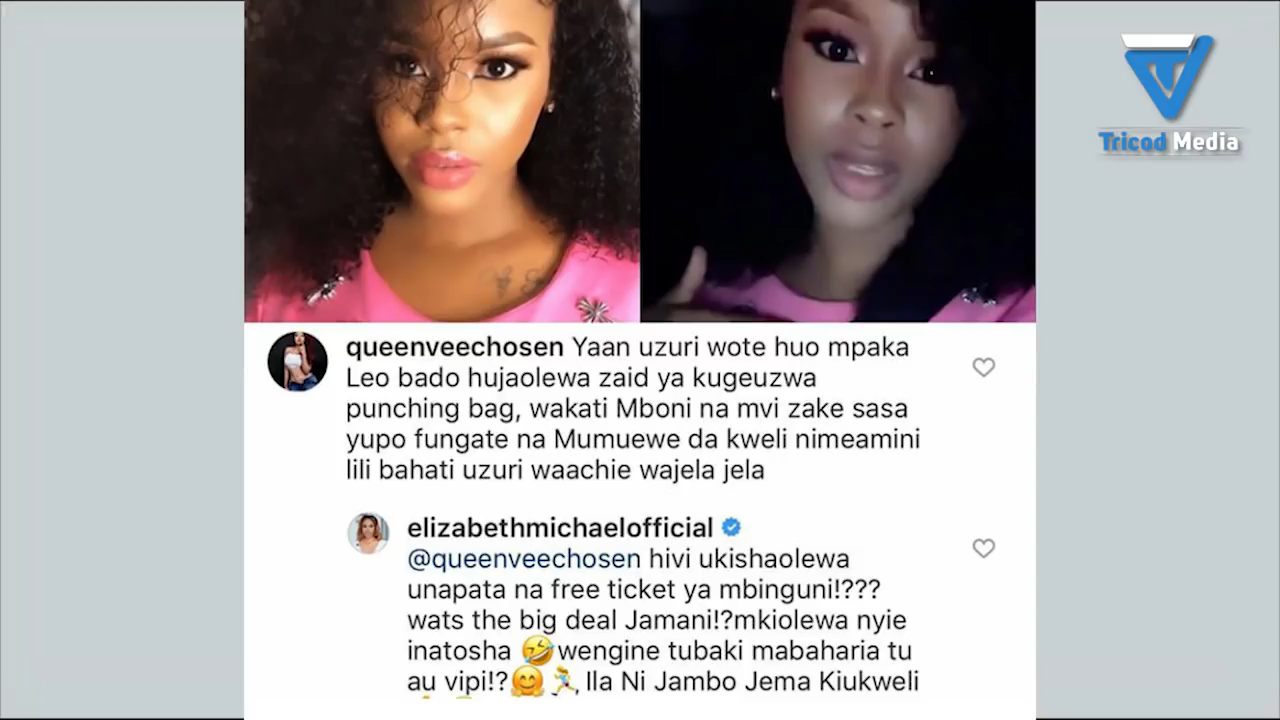 Tricod Media
queenveechosen Yaan uzuri wote huo mpaka
Leo bado hujaolewa zaid ya kugeuzwa
punching bag, wakati Mboni na mvi zake sasa
yupo fungate na Mumuewe da kweli nimeamini
lili bahati uzuri waachie wajela jela
elizabethmichaelofficial
@queenveechosen hivi ukishaolewa
unapata na free ticket ya mbinguni!???
wats the big deal Jamani!?mkiolewa nyie
inatosha 🤣wengine tubaki mabaharia tu
au vipi!?🤗🏃‍♀️Ila Ni Jambo Jema Kiukweli